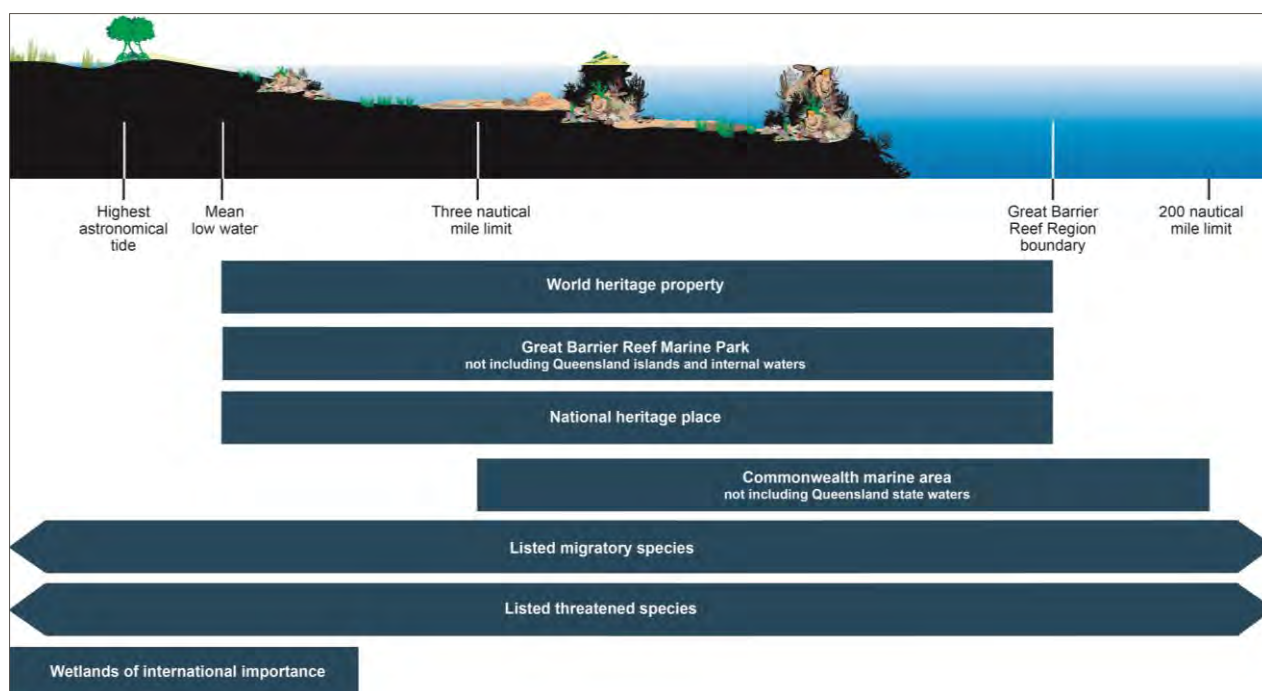 Highest
astronomical
tide
Mean
low water
Three nautical
mile limit
Great Barrier
Reef Region
boundary
200 nautical
mile limit
World heritage property
Great Barrier Reef Marine Park
not including Queensland islands and internal waters
National heritage place
Commonwealth marine area
not including Queensland state waters
Listed migratory species
Listed threatened species
Wetlands of international importance